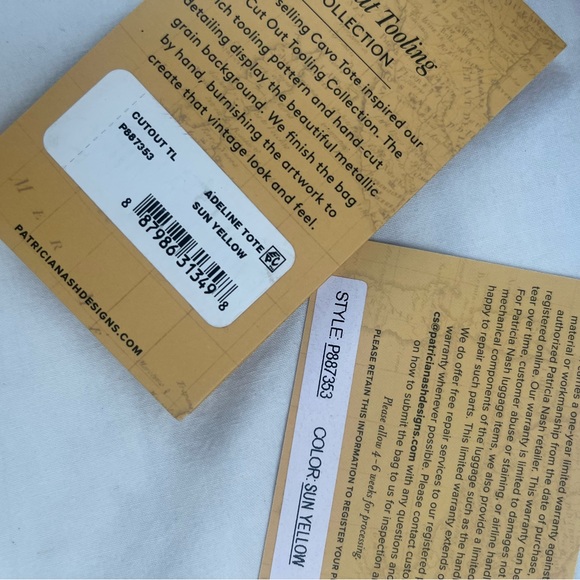 ut Tooling
COLLECTION
selling Cavo Tote inspired our
Cut Out Tooling Collection. The
ich tooling pattern and hand-cut
detailing display the beautiful metallic
grain background. We finish the bag
by hand, burnishing the artwork to
create that vintage look and feel.
CUTOUT TL
P887353
ADELINE TOTE
SUN YELLOW
8 87986 31349 8
PATRICIANASHDESIGNS.COM
des a one-year limited warranty against
material or workmanship from the date of purchase,
authorized Patricia Nash retailer. This warranty can be
registered online. Our warranty is limited to damages not
tear over time, customer abuse or staining, or airline hand
For Patricia Nash luggage items, we also provide a limited
mechanical components of the luggage such as the hand
happy to repair such parts. This limited warranty extends o
We do offer free repair services to our registered
warranty whenever possible. Please contact custo
cs@patricianashdesigns.com with any questions and
on how to submit the bag to us for inspection a
Please allow 4-6 weeks for processing.
PLEASE RETAIN THIS INFORMATION TO REGISTER YOUR P
STYLE: P887353 COLOR: SUN YELLOW